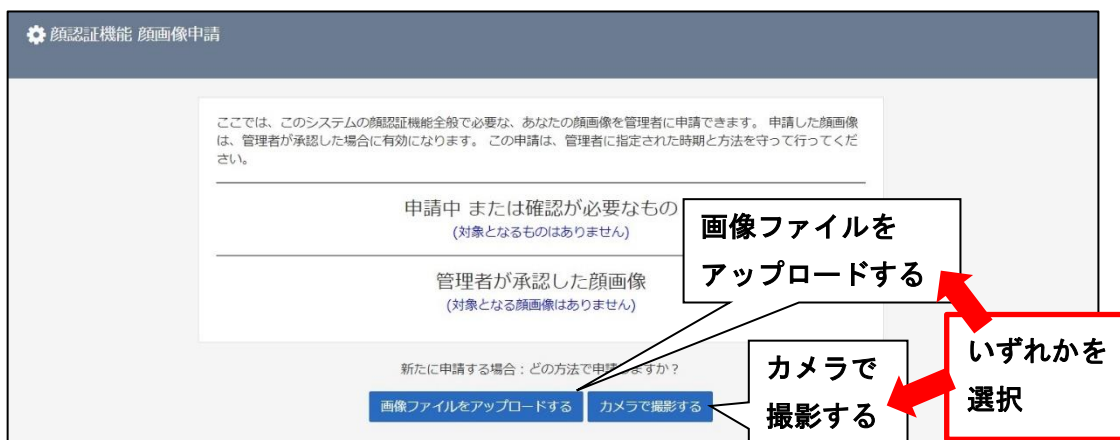 顔認証機能 顔画像申請
ここでは、このシステムの顔認証機能全般で必要な、あなたの顔画像を管理者に申請できます。 申請した顔画像
は、管理者が承認した場合に有効になります。 この申請は、管理者に指定された時期と方法を守って行ってくだ
さい。
申請中 または確認が必要なもの
(対象となるものはありません)
管理者が承認した顔画像
(対象となる顔画像はありません)
画像ファイルを
アップロードする
いずれかを
選択
新たに申請する場合：どの方法で申請しますか？
画像ファイルをアップロードする
カメラで撮影する
カメラで
撮影する